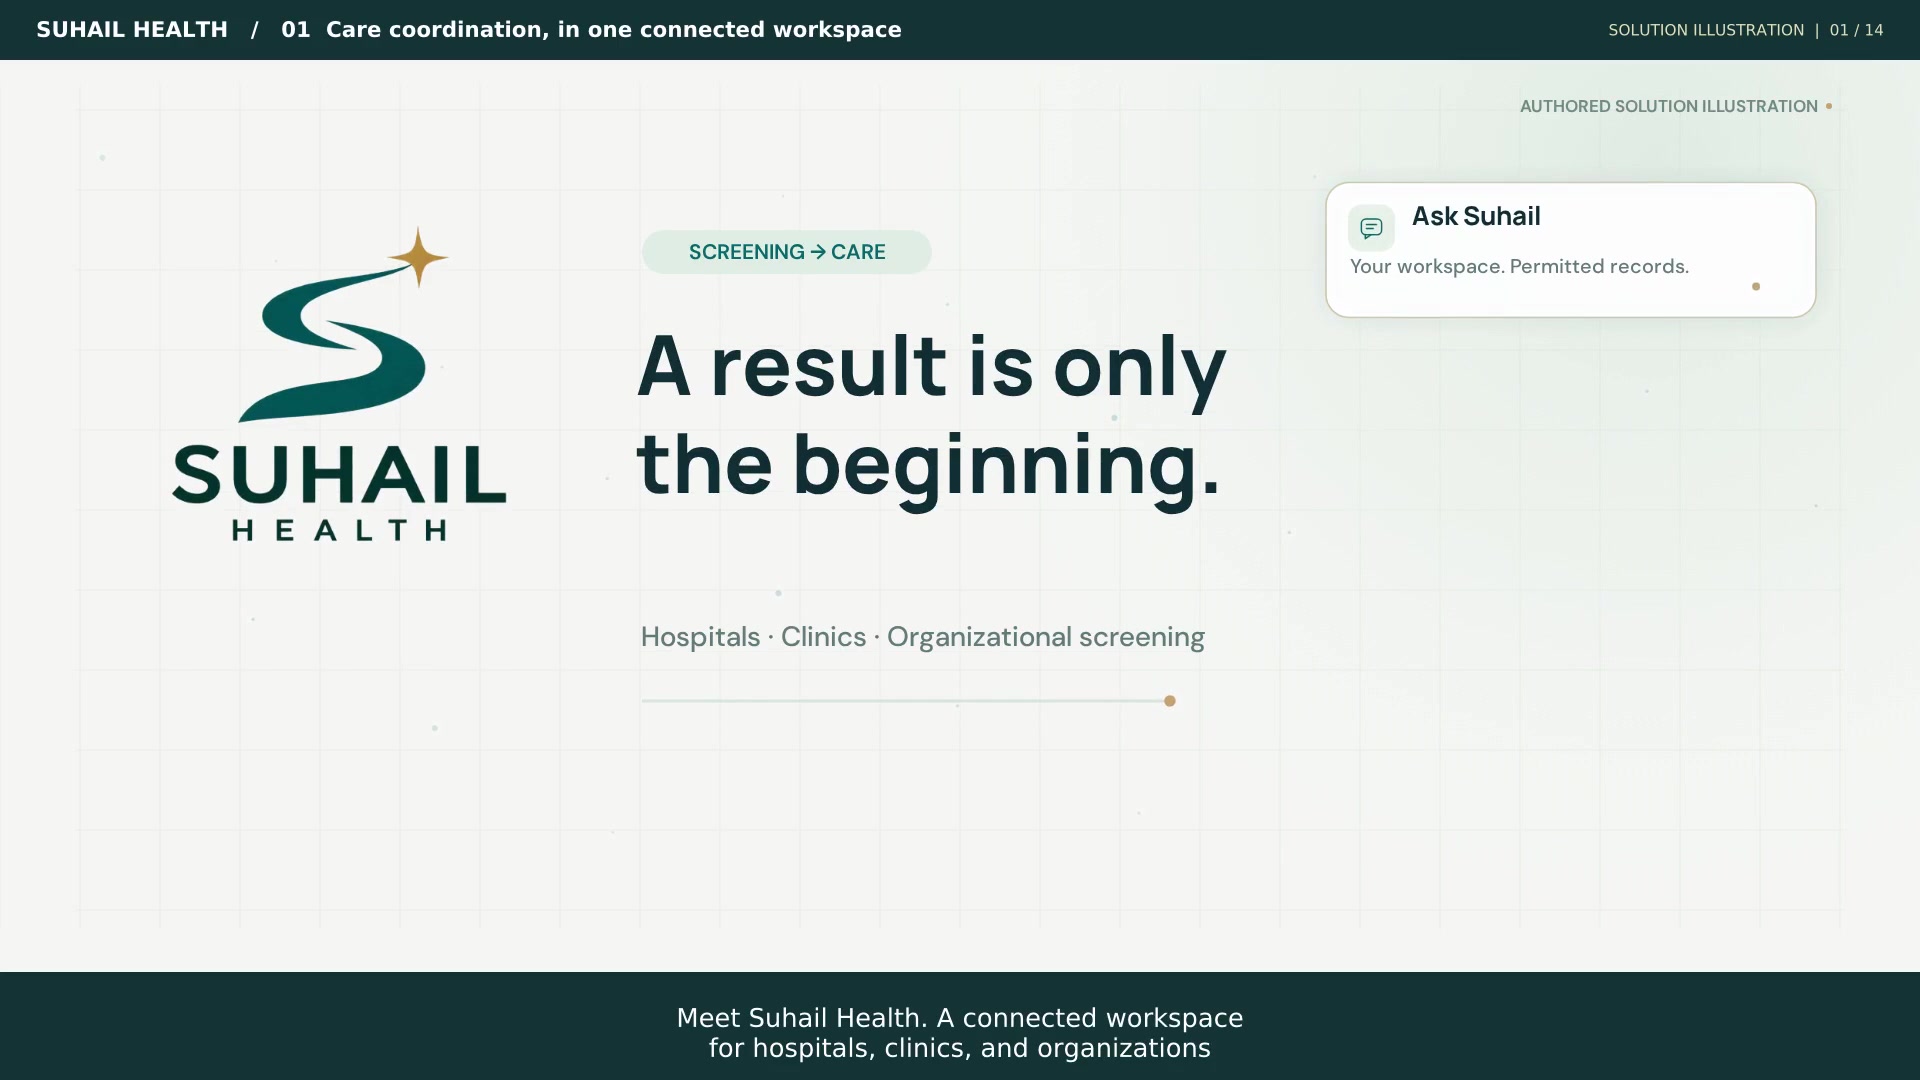 SUHAIL HEALTH / 01 Care coordination, in one connected workspace
SOLUTION ILLUSTRATION | 01 / 14
AUTHORED SOLUTION ILLUSTRATION
SUHAIL
HEALTH
SCREENING → CARE
A result is only
the beginning.
Hospitals · Clinics · Organizational screening
Ask Suhail
Your workspace. Permitted records.
Meet Suhail Health. A connected workspace
for hospitals, clinics, and organizations